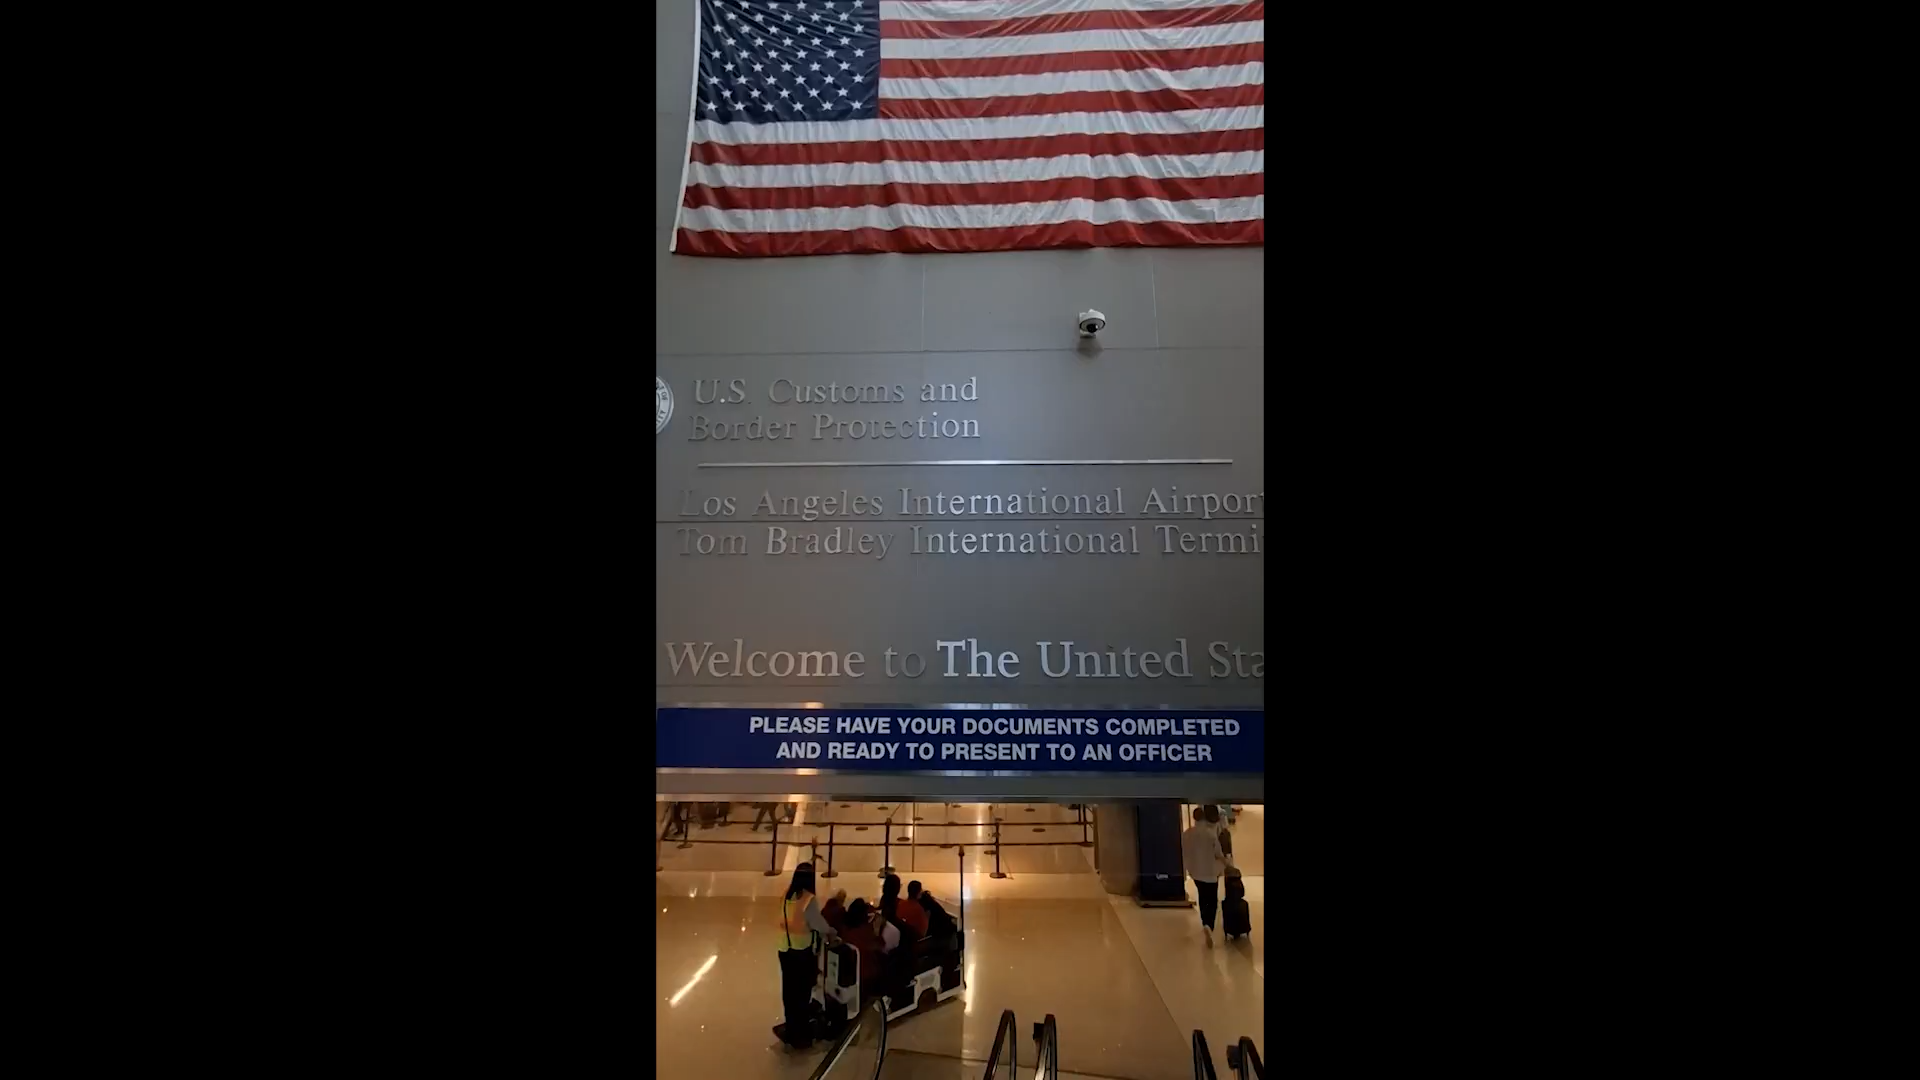 U.S. Customs and
Border Protection
Los Angeles International Airport
Tom Bradley International
Welcome to The United
PLEASE HAVE YOUR DOCUMENTS COMPLETED
AND READY TO PRESENT TO AN OFFICER